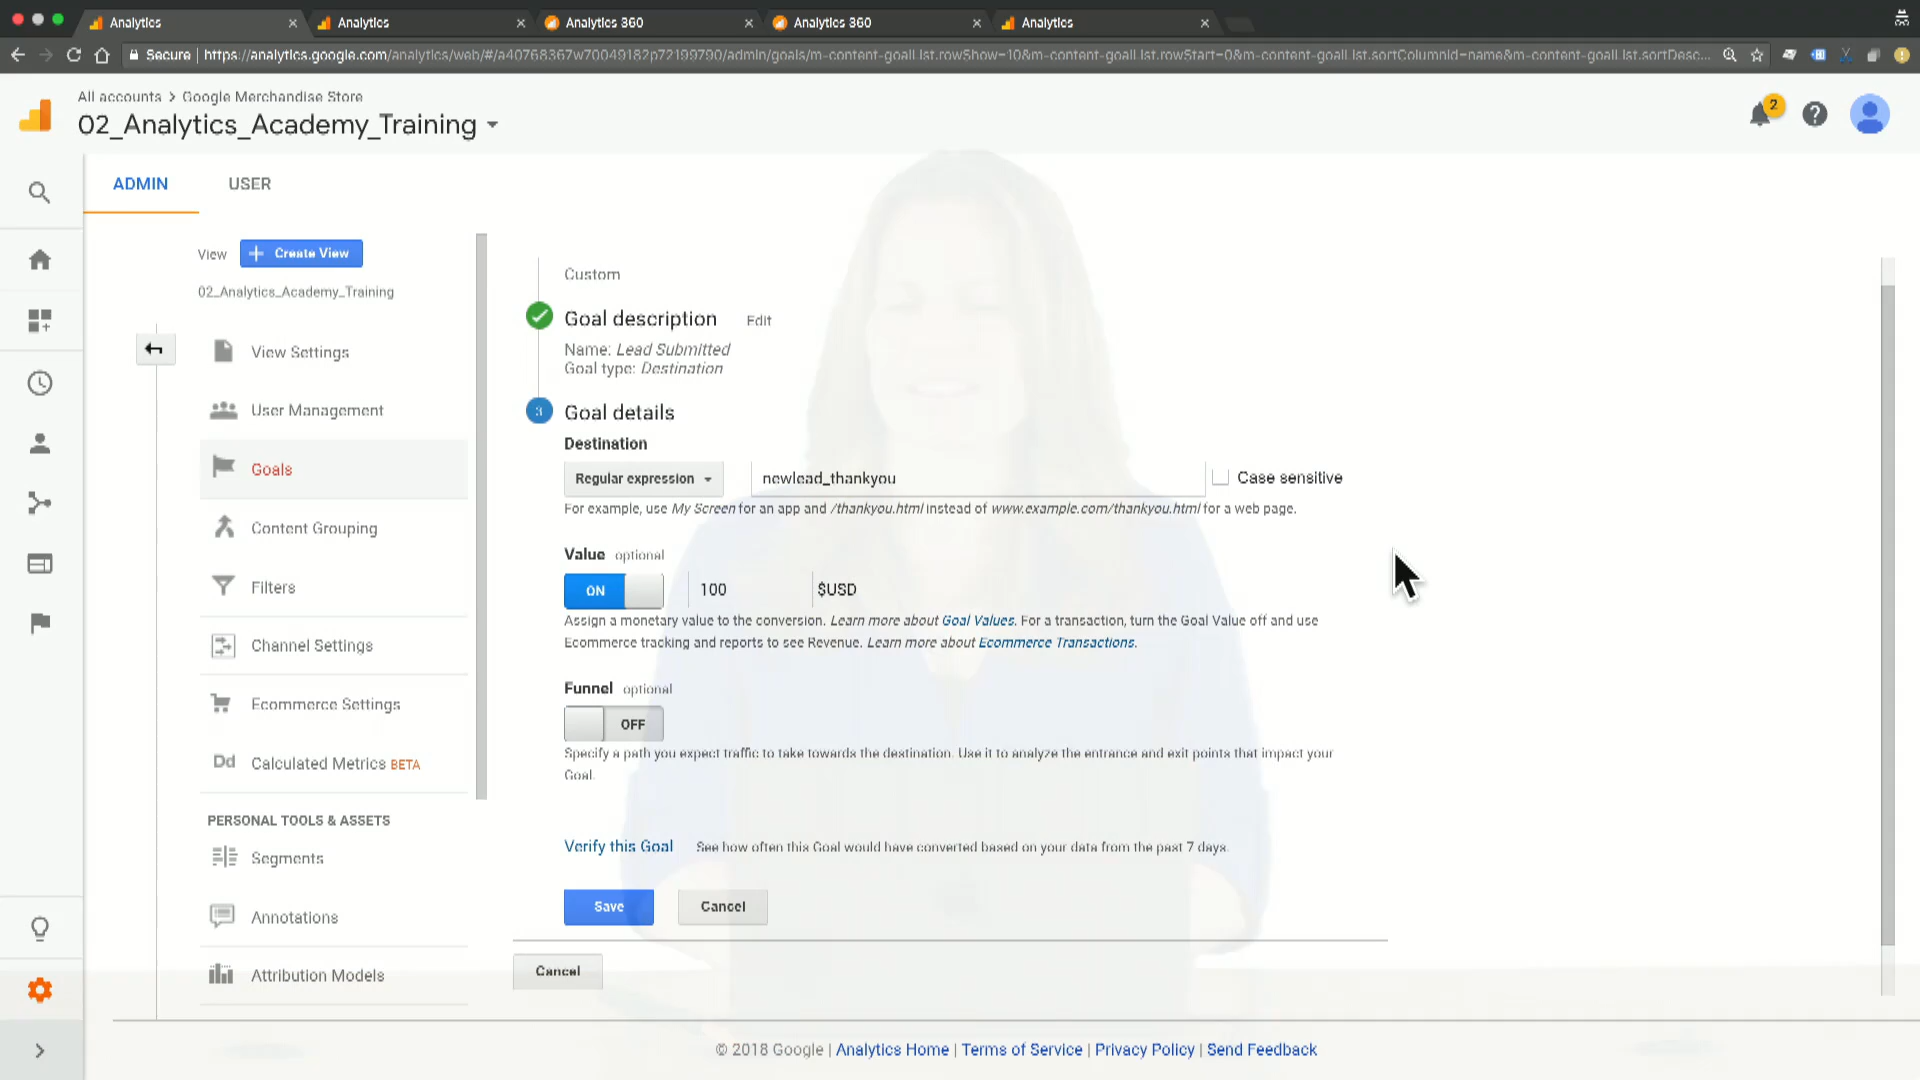 Analytics
Analytics
Analytics 360
Analytics 360
Analytics
Secure | https://analytics.google.com/analytics/web/#/a40768367w70049182p72199790/admin/goals/m-content-goall.lst.rowShow=10&m-content-goall.lst.rowStart=0&m-content-goall.lst.sortColumnId=name&m-content-goall.lst.sortDesc...
All accounts > Google Merchandise Store
02_Analytics_Academy_Training
2
ADMIN
USER
View
Create View
02_Analytics_Academy_Training
View Settings
User Management
Goals
Content Grouping
Filters
Channel Settings
Ecommerce Settings
Dd Calculated Metrics BETA
PERSONAL TOOLS & ASSETS
Segments
Annotations
Attribution Models
Custom
Goal description Edit
Name: Lead Submitted
Goal type: Destination
3 Goal details
Destination
Regular expression newlead_thankyou Case sensitive
For example, use My Screen for an app and /thankyou.html instead of www.example.com/thankyou.html for a web page.
Value optional
ON 100 $USD
Assign a monetary value to the conversion. Learn more about Goal Values. For a transaction, turn the Goal Value off and use
Ecommerce tracking and reports to see Revenue. Learn more about Ecommerce Transactions.
Funnel optional
OFF
Specify a path you expect traffic to take towards the destination. Use it to analyze the entrance and exit points that impact your
Goal.
Verify this Goal See how often this Goal would have converted based on your data from the past 7 days.
Save Cancel
Cancel
© 2018 Google | Analytics Home | Terms of Service | Privacy Policy | Send Feedback